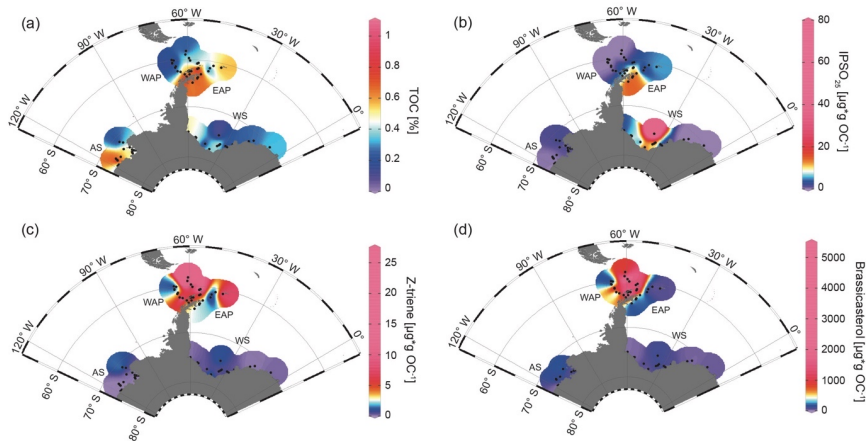 (a)
60° W
90° W
30° W
120° W
0°
WAP
EAP
WS
AS
70° S
60° S
80° S
1
0.8
0.6
0.4
0.2
0
TOC [%]
(b)
60° W
90° W
30° W
120° W
0°
WAP
EAP
WS
AS
70° S
60° S
80° S
80
60
40
20
0
IPSO₂₅ [µg*g OC⁻¹]
(c)
60° W
90° W
30° W
120° W
0°
WAP
EAP
WS
AS
70° S
60° S
80° S
25
20
15
10
5
0
Z-triene [µg*g OC⁻¹]
(d)
60° W
90° W
30° W
120° W
0°
WAP
EAP
WS
AS
70° S
60° S
80° S
5000
4000
3000
2000
1000
0
Brassicasterol [µg*g OC⁻¹]